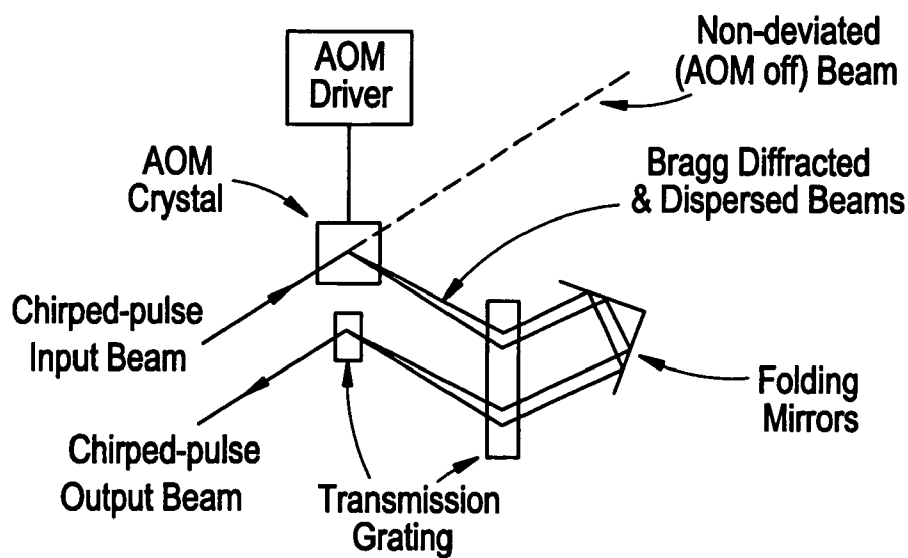 AOM
Driver
Non-deviated
(AOM off) Beam
AOM
Crystal
Bragg Diffracted
& Dispersed Beams
Chirped-pulse
Input Beam
Folding
Mirrors
Chirped-pulse
Output Beam
Transmission
Grating